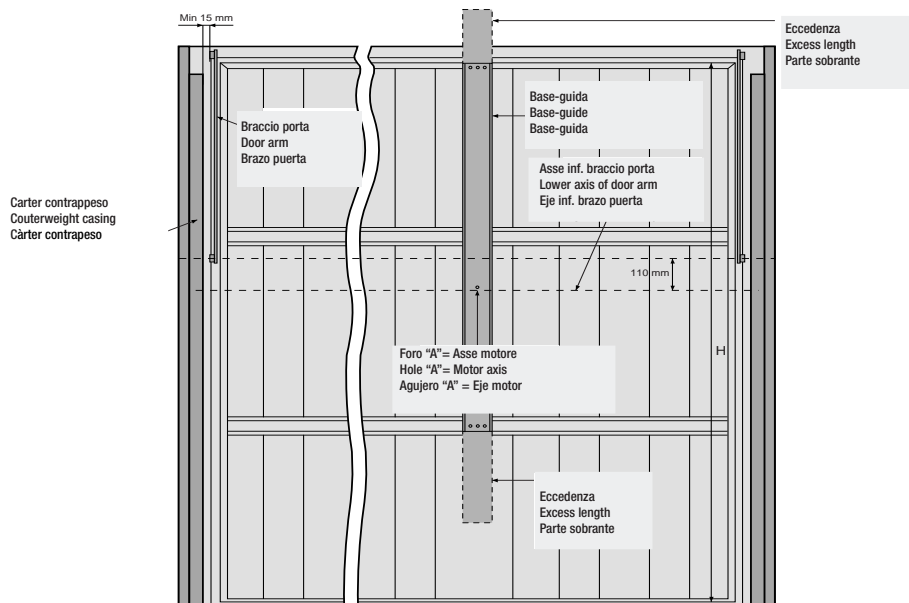 Min 15 mm
Eccedenza
Excess length
Parte sobrante
Base-guida
Base-guide
Base-guida
Braccio porta
Door arm
Brazo puerta
Asse inf. braccio porta
Lower axis of door arm
Eje inf. brazo puerta
Carter contrappeso
Couterweight casing
Càrter contrapeso
110 mm
Foro “A”= Asse motore
Hole “A”= Motor axis
Agujero “A” = Eje motor
H
Eccedenza
Excess length
Parte sobrante